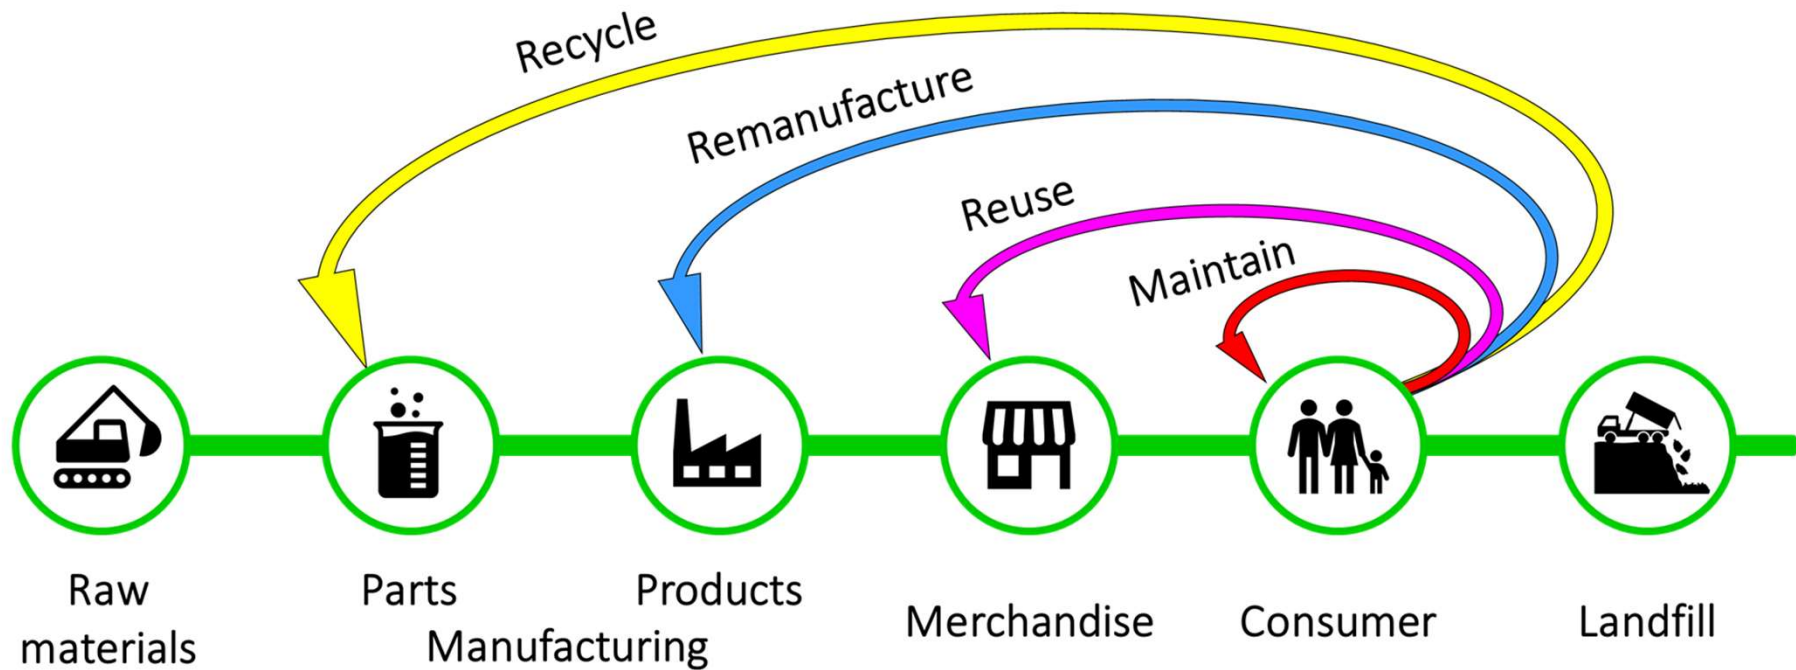 Recycle
Remanufacture
Reuse
Maintain
Raw
materials
Parts
Products
Manufacturing
Merchandise
Consumer
Landfill